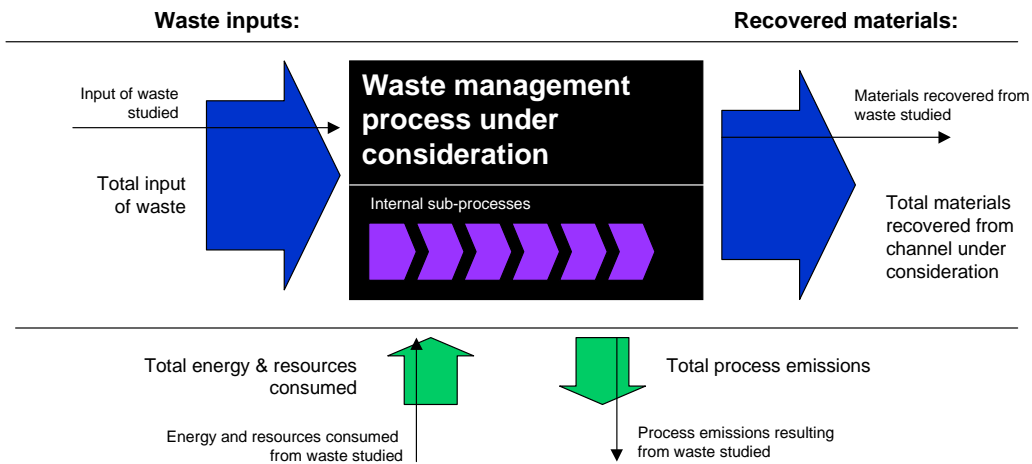 Waste inputs:
Recovered materials:
Input of waste
studied
Total input
of waste
Waste management
process under
consideration
Internal sub-processes
Materials recovered from
waste studied
Total materials
recovered from
channel under
consideration
Total energy & resources
consumed
Total process emissions
Energy and resources consumed
from waste studied
Process emissions resulting
from waste studied